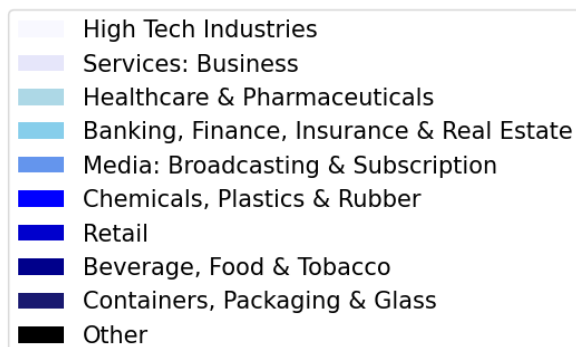 High Tech Industries
Services: Business
Healthcare & Pharmaceuticals
Banking, Finance, Insurance & Real Estate
Media: Broadcasting & Subscription
Chemicals, Plastics & Rubber
Retail
Beverage, Food & Tobacco
Containers, Packaging & Glass
Other